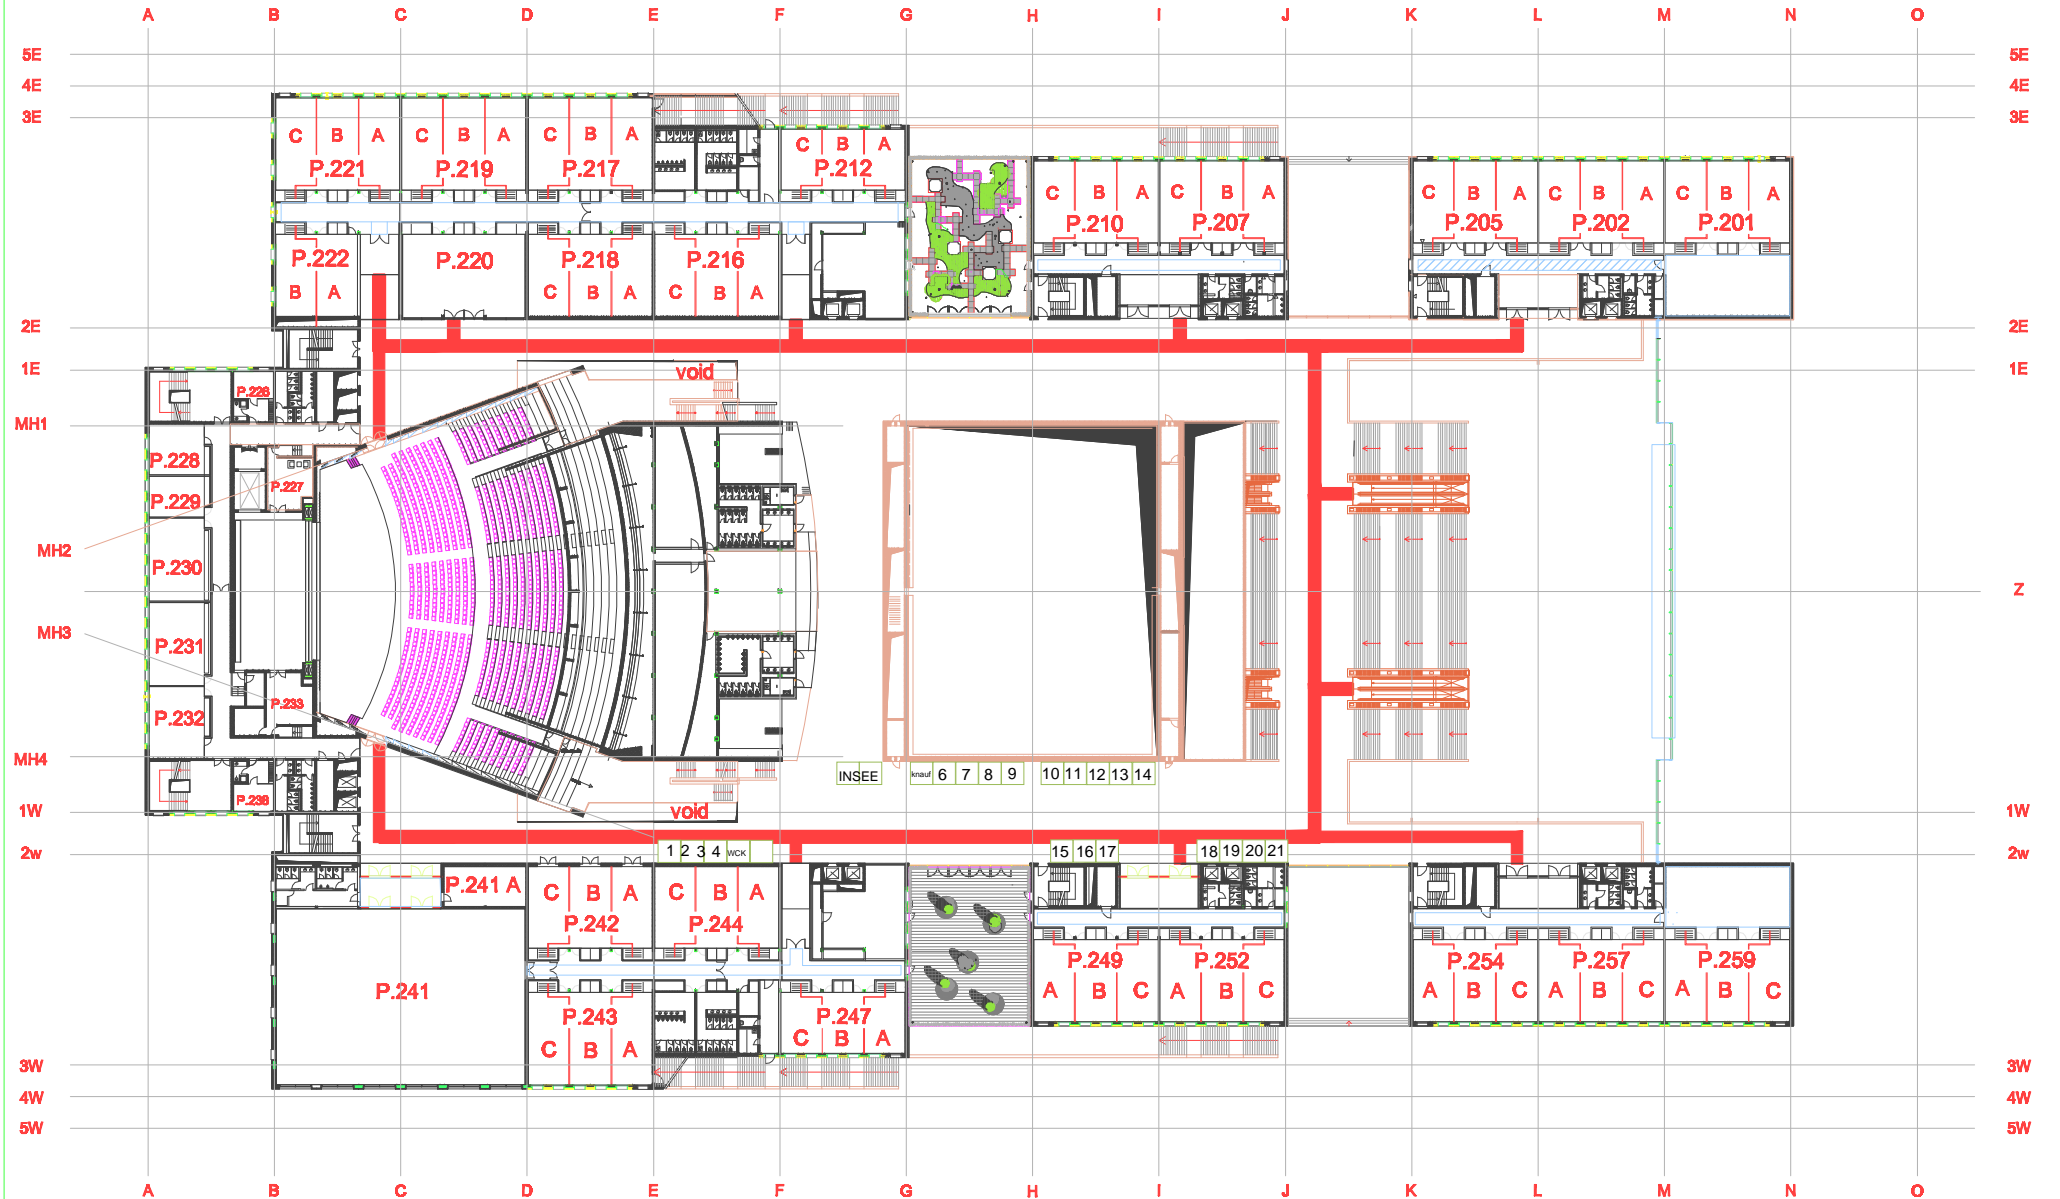 A B C D E F G H I J K L M N O
5E 5E
4E 4E
3E 3E
C B A C B A C B A C B A
P.221 P.219 P.217 P.212
C B A C B A C B A C B A C B A
P.210 P.207 P.205 P.202 P.201
P.222 P.220 P.218 P.216
B A C B A C B A
2E 2E
1E void 1E
P.226
MH1
P.228
P.227
P.229
MH2
P.230
Z
MH3
P.231
P.233
P.232
MH4
INSEE knauf 6 7 8 9 10 11 12 13 14
P.236
1W void 1W
2w 1 2 3 4 WCK 15 16 17 18 19 20 21 2w
P.241 A C B A C B A
P.242 P.244
P.249 P.252 P.254 P.257 P.259
P.241 A B C A B C A B C A B C A B C
P.243 P.247
C B A C B A
3W 3W
4W 4W
5W 5W
A B C D E F G H I J K L M N O